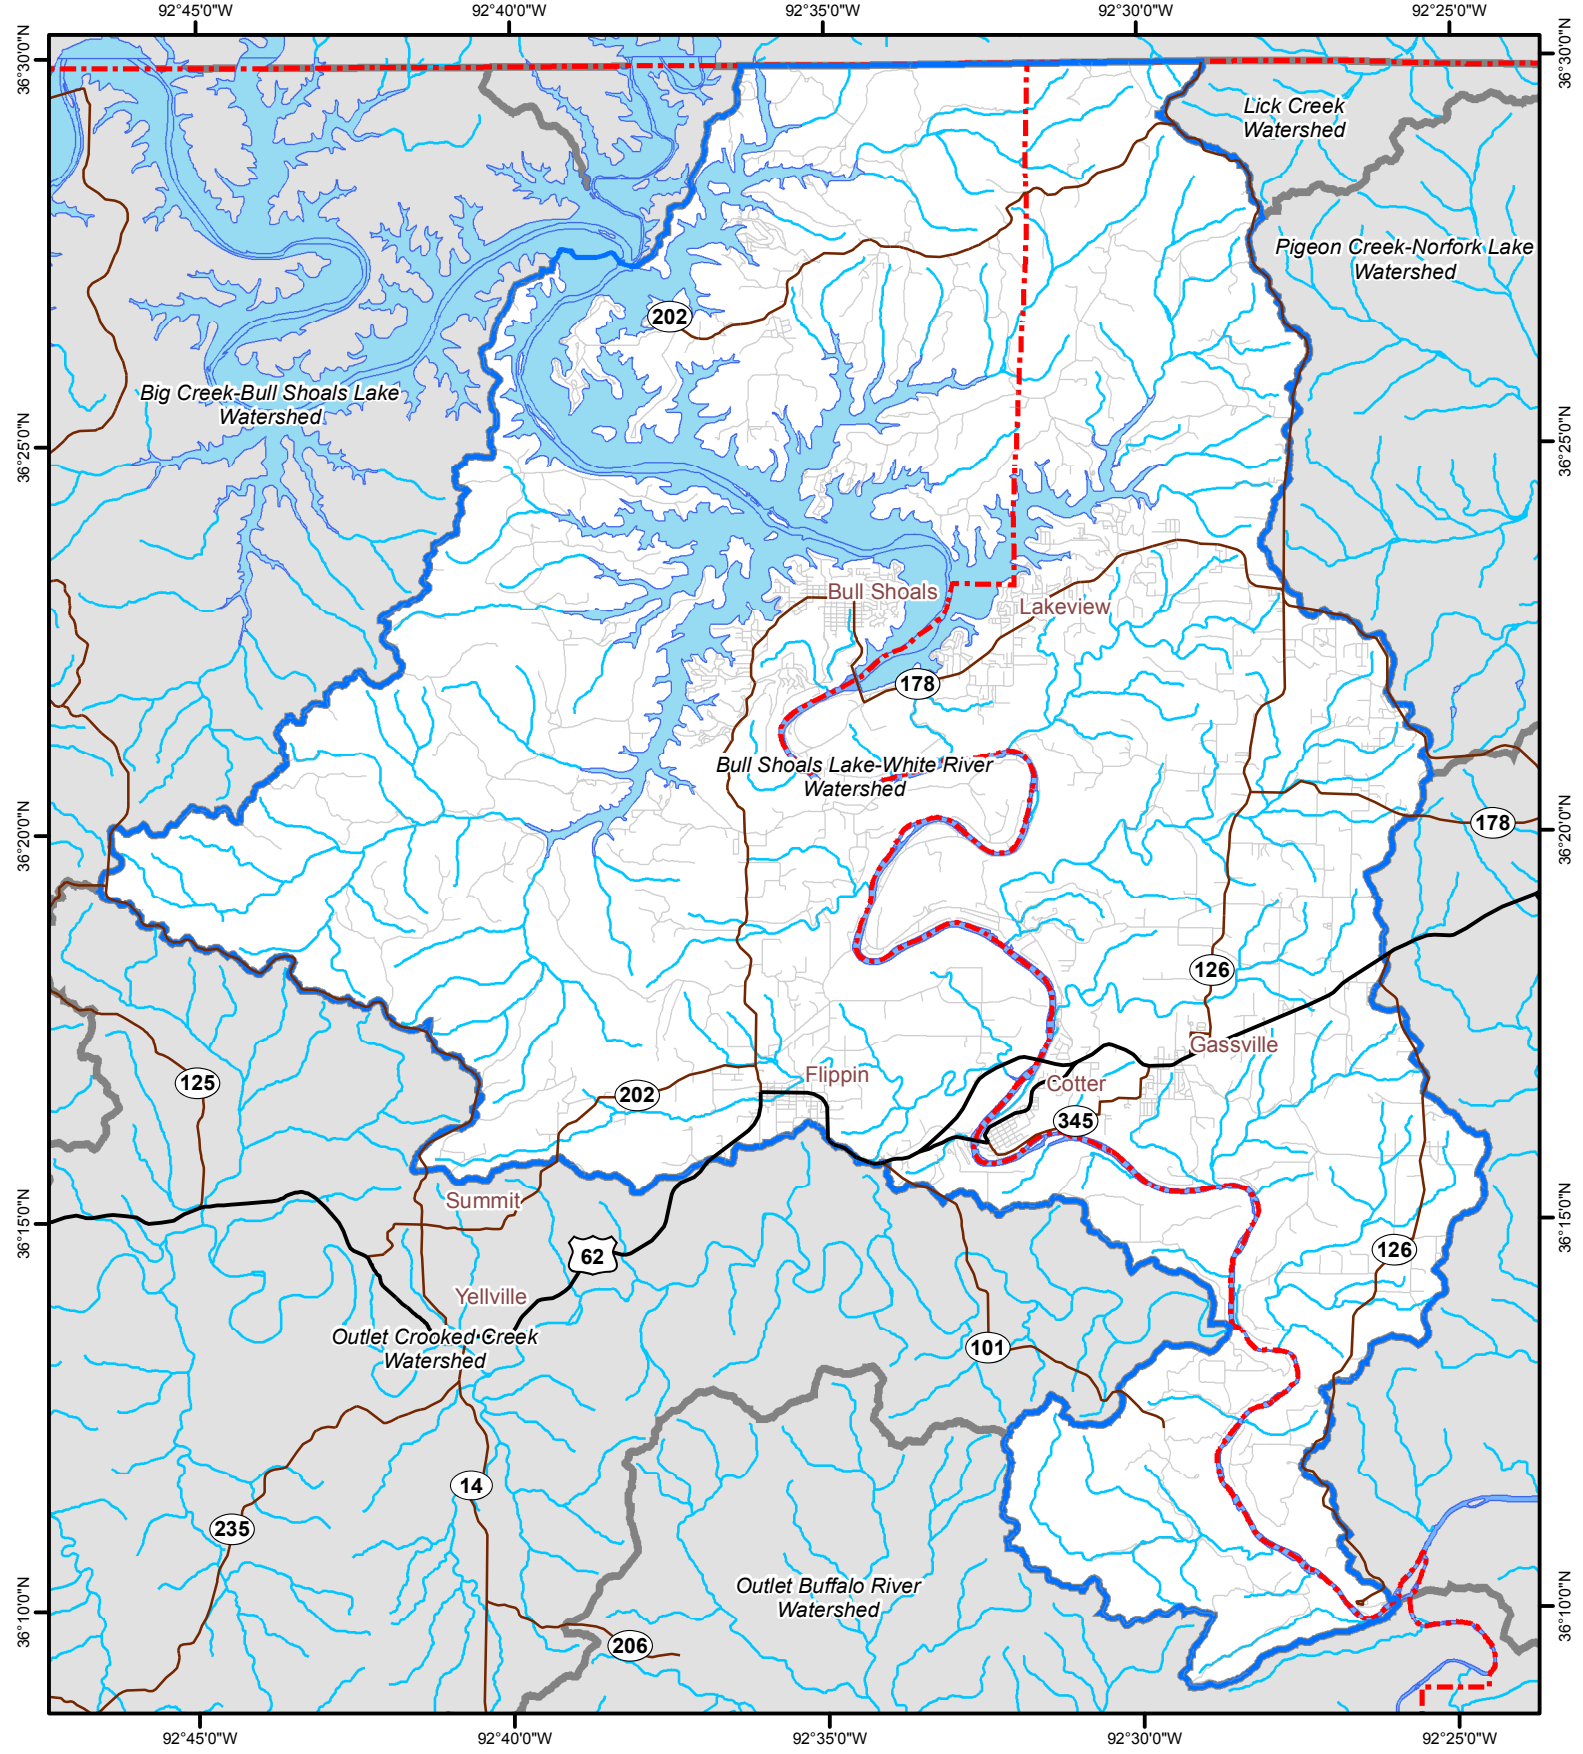 92°45'0"W
92°40'0"W
92°35'0"W
92°30'0"W
92°25'0"W
36°30'0"N
36°30'0"N
Lick Creek
Watershed
Pigeon Creek-Norfork Lake
Watershed
202
Big Creek-Bull Shoals Lake
Watershed
36°25'0"N
36°25'0"N
Bull Shoals
Lakeview
178
Bull Shoals Lake-White River
Watershed
178
36°20'0"N
36°20'0"N
126
Gassville
Flippin
Cotter
125
202
345
Summit
36°15'0"N
36°15'0"N
62
126
Yellville
Outlet Crooked Creek
Watershed
101
14
235
Outlet Buffalo River
Watershed
36°10'0"N
36°10'0"N
206
92°45'0"W
92°40'0"W
92°35'0"W
92°30'0"W
92°25'0"W